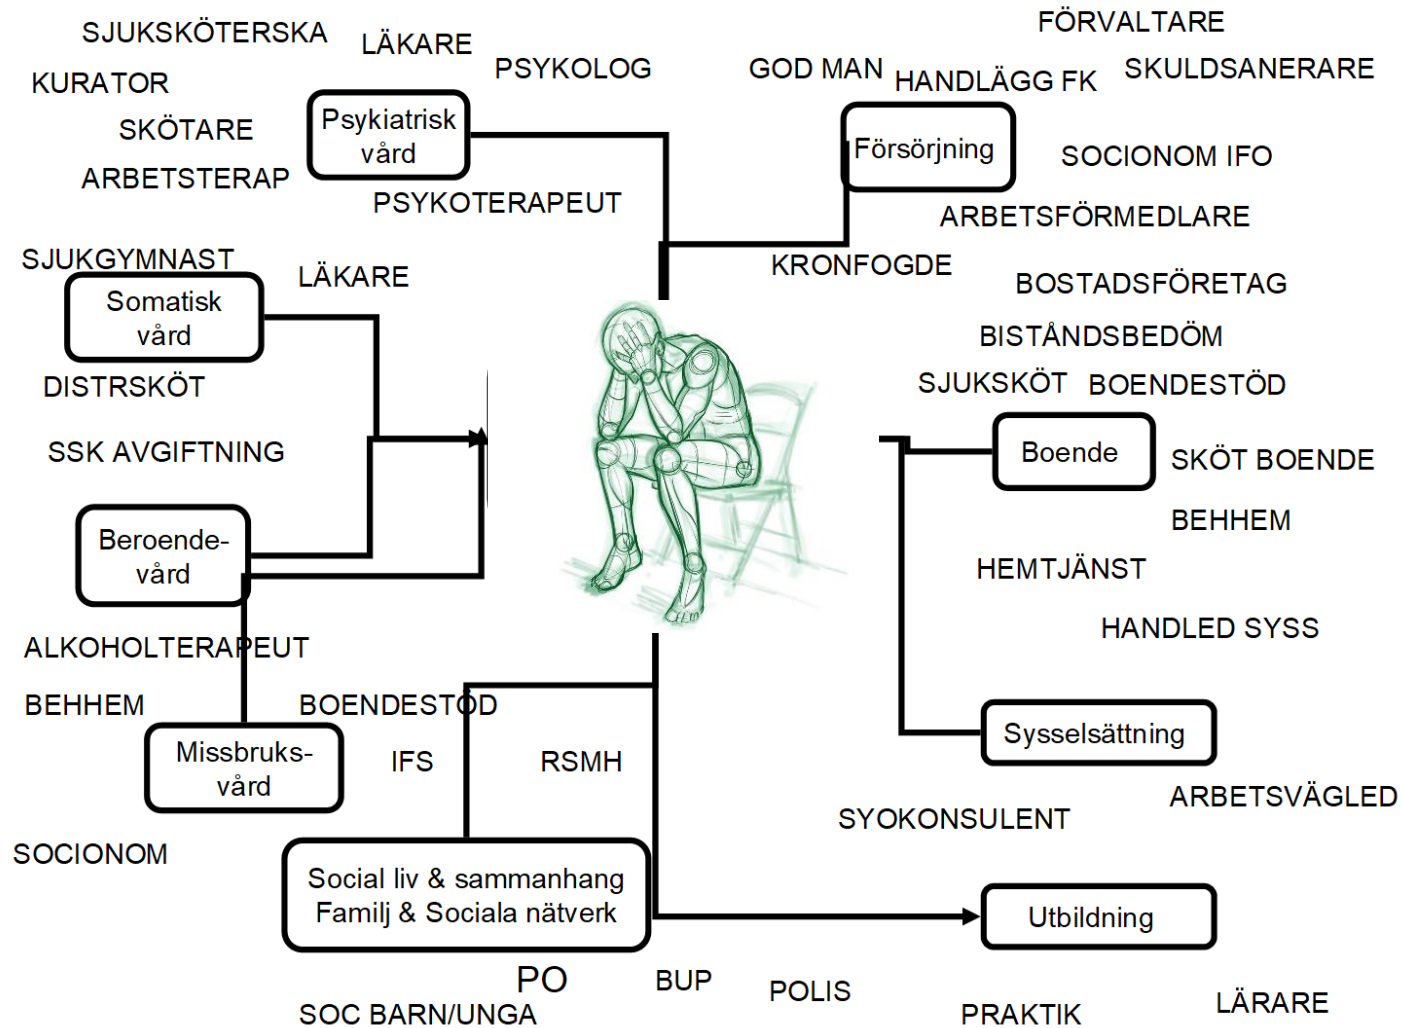 FÖRVALTARE
SJUKSKÖTERSKA
LÄKARE
PSYKOLOG
GOD MAN
HANDLÄGG FK
SKULDSANERARE
KURATOR
SKÖTARE
Psykiatrisk
vård
Försörjning
SOCIONOM IFO
ARBETSTERAP
PSYKOTERAPEUT
ARBETSFÖRMEDLARE
SJUKGYMNAST
LÄKARE
KRONFOGDE
BOSTADSFÖRETAG
Somatisk
vård
BISTÅNDSBEDÖM
DISTRSKÖT
SJUKSKÖT
BOENDESTÖD
SSK AVGIFTNING
Boende
SKÖT BOENDE
BEHHEM
Beroende-
vård
HEMTJÄNST
HANDLED SYSS
ALKOHOLTERAPEUT
BEHHEM
BOENDESTÖD
Missbruks-
vård
IFS
RSMH
Sysselsättning
ARBETSVÄGLED
SYOKONSULENT
SOCIONOM
Social liv & sammanhang
Familj & Sociala nätverk
Utbildning
PO
BUP
POLIS
SOC BARN/UNGA
PRAKTIK
LÄRARE